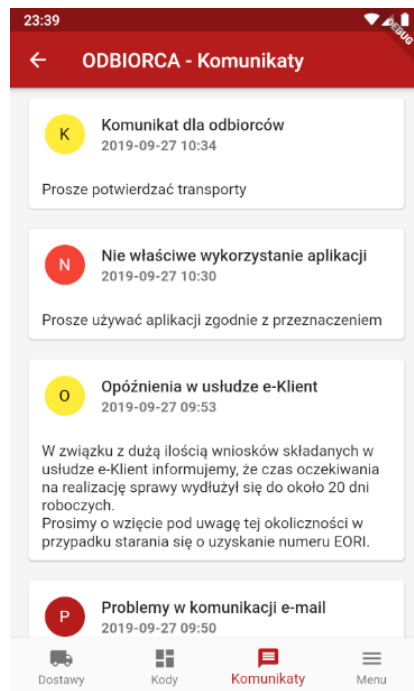 23:39
DEBUG
ODBIORCA - Komunikaty
K
Komunikat dla odbiorców
2019-09-27 10:34
Prosze potwierdzać transporty
N
Nie właściwe wykorzystanie aplikacji
2019-09-27 10:30
Prosze używać aplikacji zgodnie z przeznaczeniem
O
Opóźnienia w usłudze e-Klient
2019-09-27 09:53
W związku z dużą ilością wniosków składanych w
usłudze e-Klient informujemy, że czas oczekiwania
na realizację sprawy wydłużył się do około 20 dni
roboczych.
Prosimy o wzięcie pod uwagę tej okoliczności w
przypadku starania się o uzyskanie numeru EORI.
P
Problemy w komunikacji e-mail
2019-09-27 09:50
Dostawy
Kody
Komunikaty
Menu